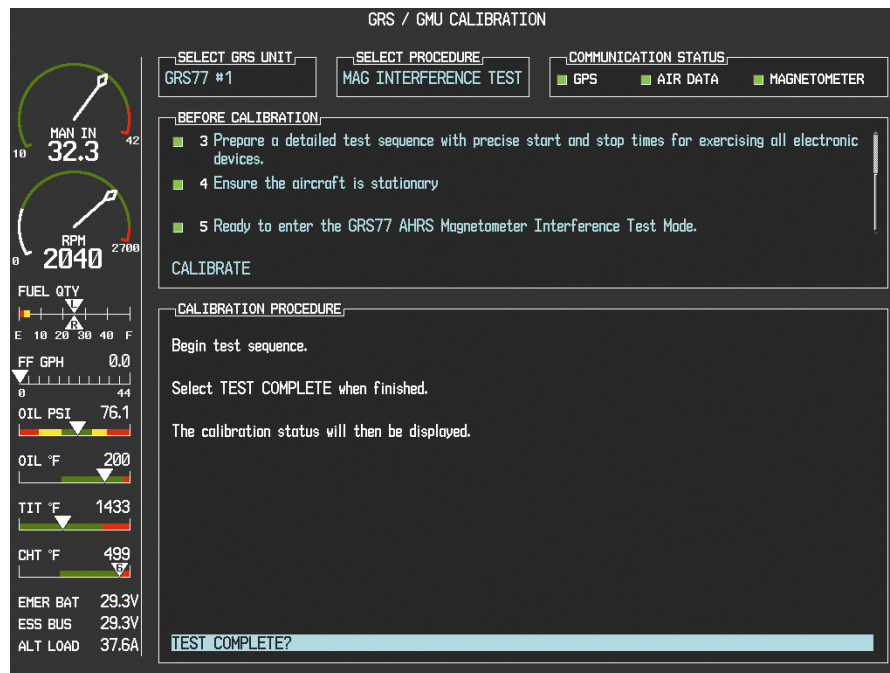 GRS / GMU CALIBRATION
SELECT GRS UNIT
GRS77 #1
SELECT PROCEDURE
MAG INTERFERENCE TEST
COMMUNICATION STATUS
GPS AIR DATA MAGNETOMETER
BEFORE CALIBRATION
3 Prepare a detailed test sequence with precise start and stop times for exercising all electronic
devices.
4 Ensure the aircraft is stationary
5 Ready to enter the GRS77 AHRS Magnetometer Interference Test Mode.
CALIBRATE
CALIBRATION PROCEDURE
Begin test sequence.
Select TEST COMPLETE when finished.
The calibration status will then be displayed.
TEST COMPLETE?
MAN IN
10 32.3 42
RPM
0 2040 2700
FUEL QTY
L
R
E 10 20 30 40 F
FF GPH 0.0
0 44
OIL PSI 76.1
OIL °F 200
TIT °F 1433
CHT °F 499
6
EMER BAT 29.3V
ESS BUS 29.3V
ALT LOAD 37.6A